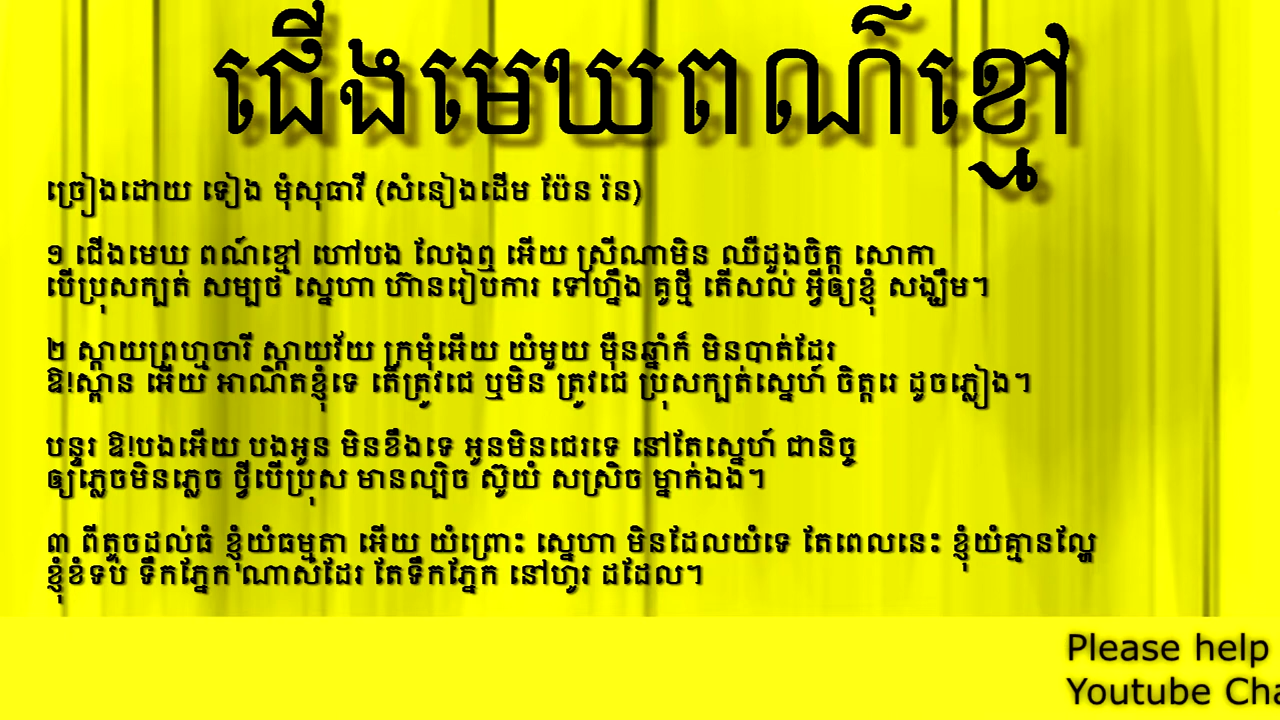 ជើងមេឃពណ៌ខ្មៅ
ច្រៀងដោយ ទៀង មុំសុធាវី (សំនៀងដើម ប៉ែន រ៉ន)
១ ជើងមេឃ ពណ៌ខ្មៅ ហៅបង លែងឮ អើយ ស្រីណាមិន ឈឺដួងចិត្ត សោកា
បើប្រុសក្បត់ សម្បថ ស្នេហា ហ៊ានរៀបការ ទៅហ្នឹង គូថ្មី តើសល់ អ្វីឲ្យខ្ញុំ សង្ឃឹម។
២ ស្ដាយព្រហ្មចារី ស្ដាយវ័យ ក្រមុំអើយ យំមួយ ម៉ឺនឆ្នាំក៏ មិនបាត់ដែរ
ឱ!ស្ពាន អើយ អាណិតខ្ញុំទេ តើត្រូវជេ ឬមិន ត្រូវជេ ប្រុសក្បត់ស្នេហ៍ ចិត្តរេ ដូចភ្លៀង។
បន្ទរ ឱ!បងអើយ បងអូន មិនខឹងទេ អូនមិនជេរទេ នៅតែស្នេហ៍ ជានិច្ច
ឲ្យភ្លេចមិនភ្លេច ធ្វីបើប្រុស មានល្បិច ស៊ូយំ សស្រិច ម្នាក់ឯង។
៣ ពីតូចដល់ធំ ខ្ញុំយំធម្មតា អើយ យំព្រោះ ស្នេហា មិនដែលយំទេ តែពេលនេះ ខ្ញុំយំគ្មានល្ហែ
ខ្ញុំខំទប់ ទឹកភ្នែក ណាស់ដែរ តែទឹកភ្នែក នៅហូរ ដដែល។
Please help
Youtube Cha